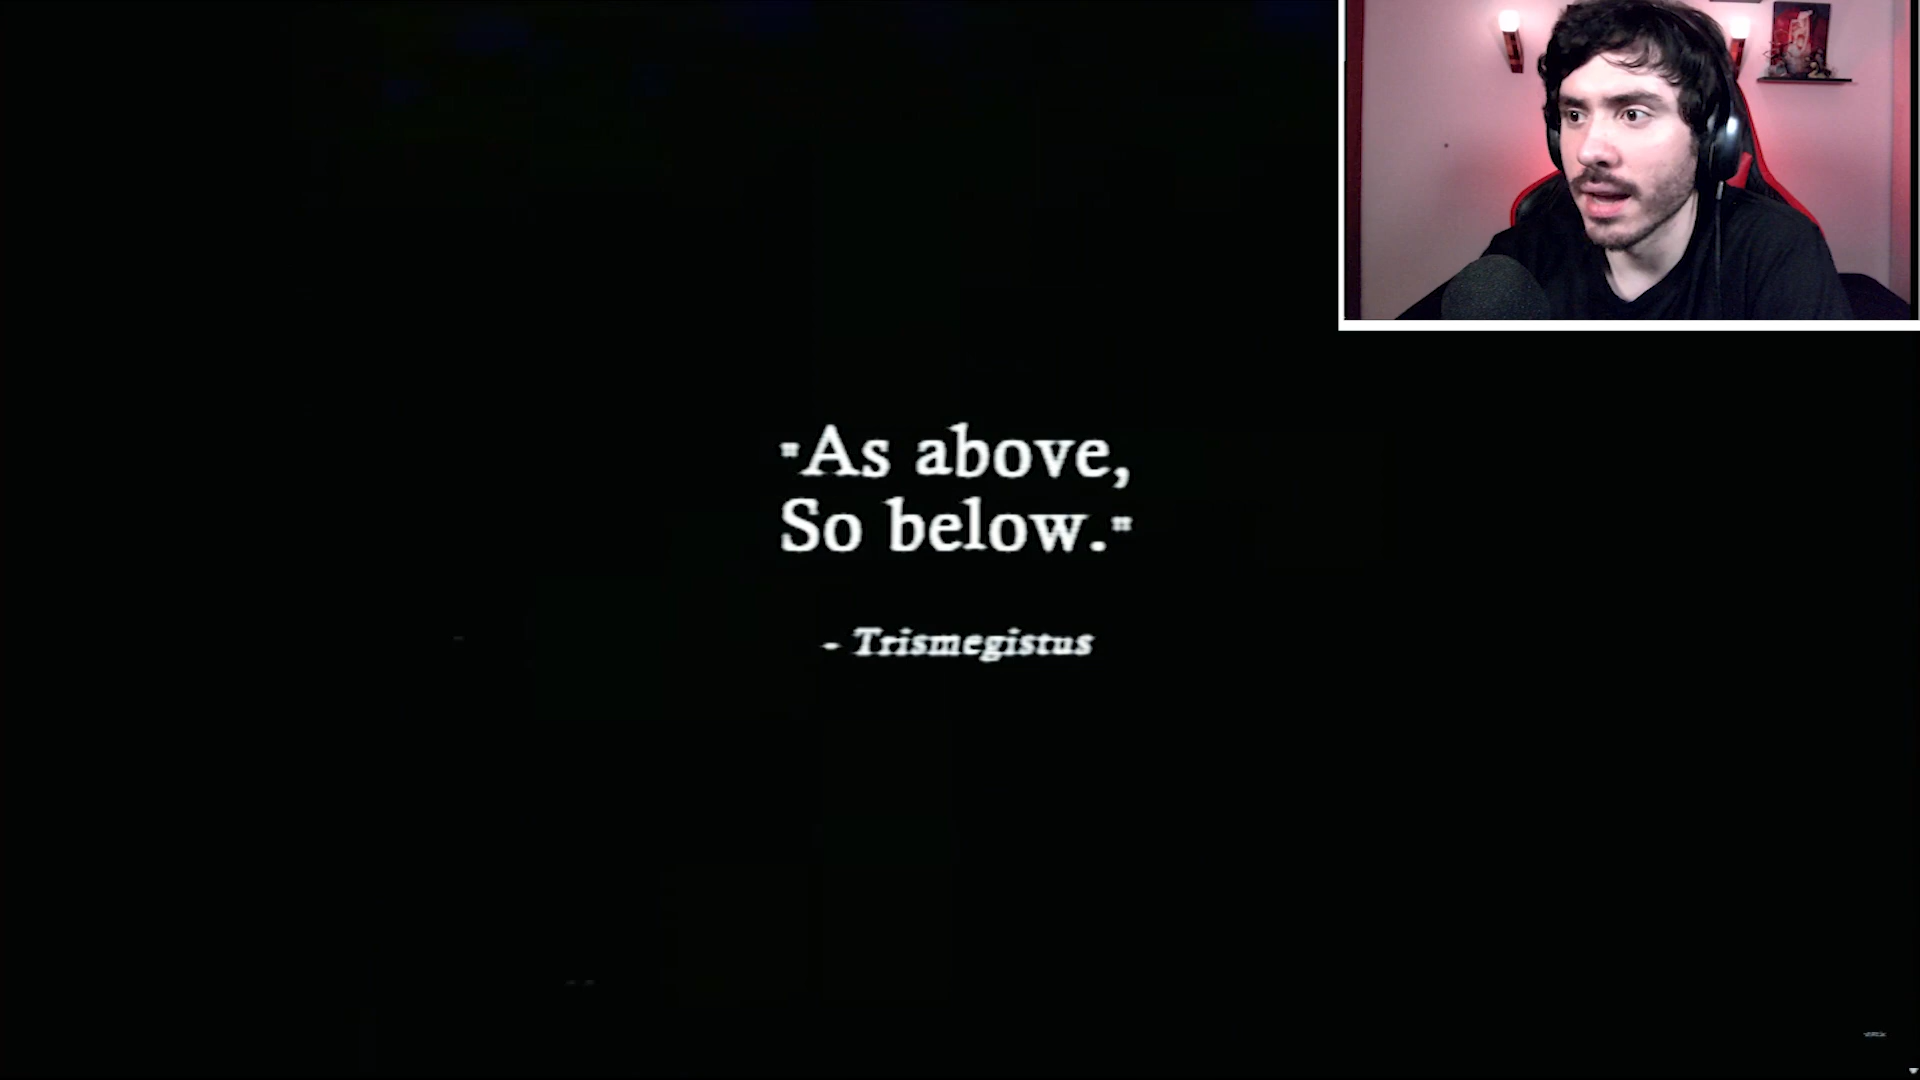 "As above,
So below."
- Trismegistus